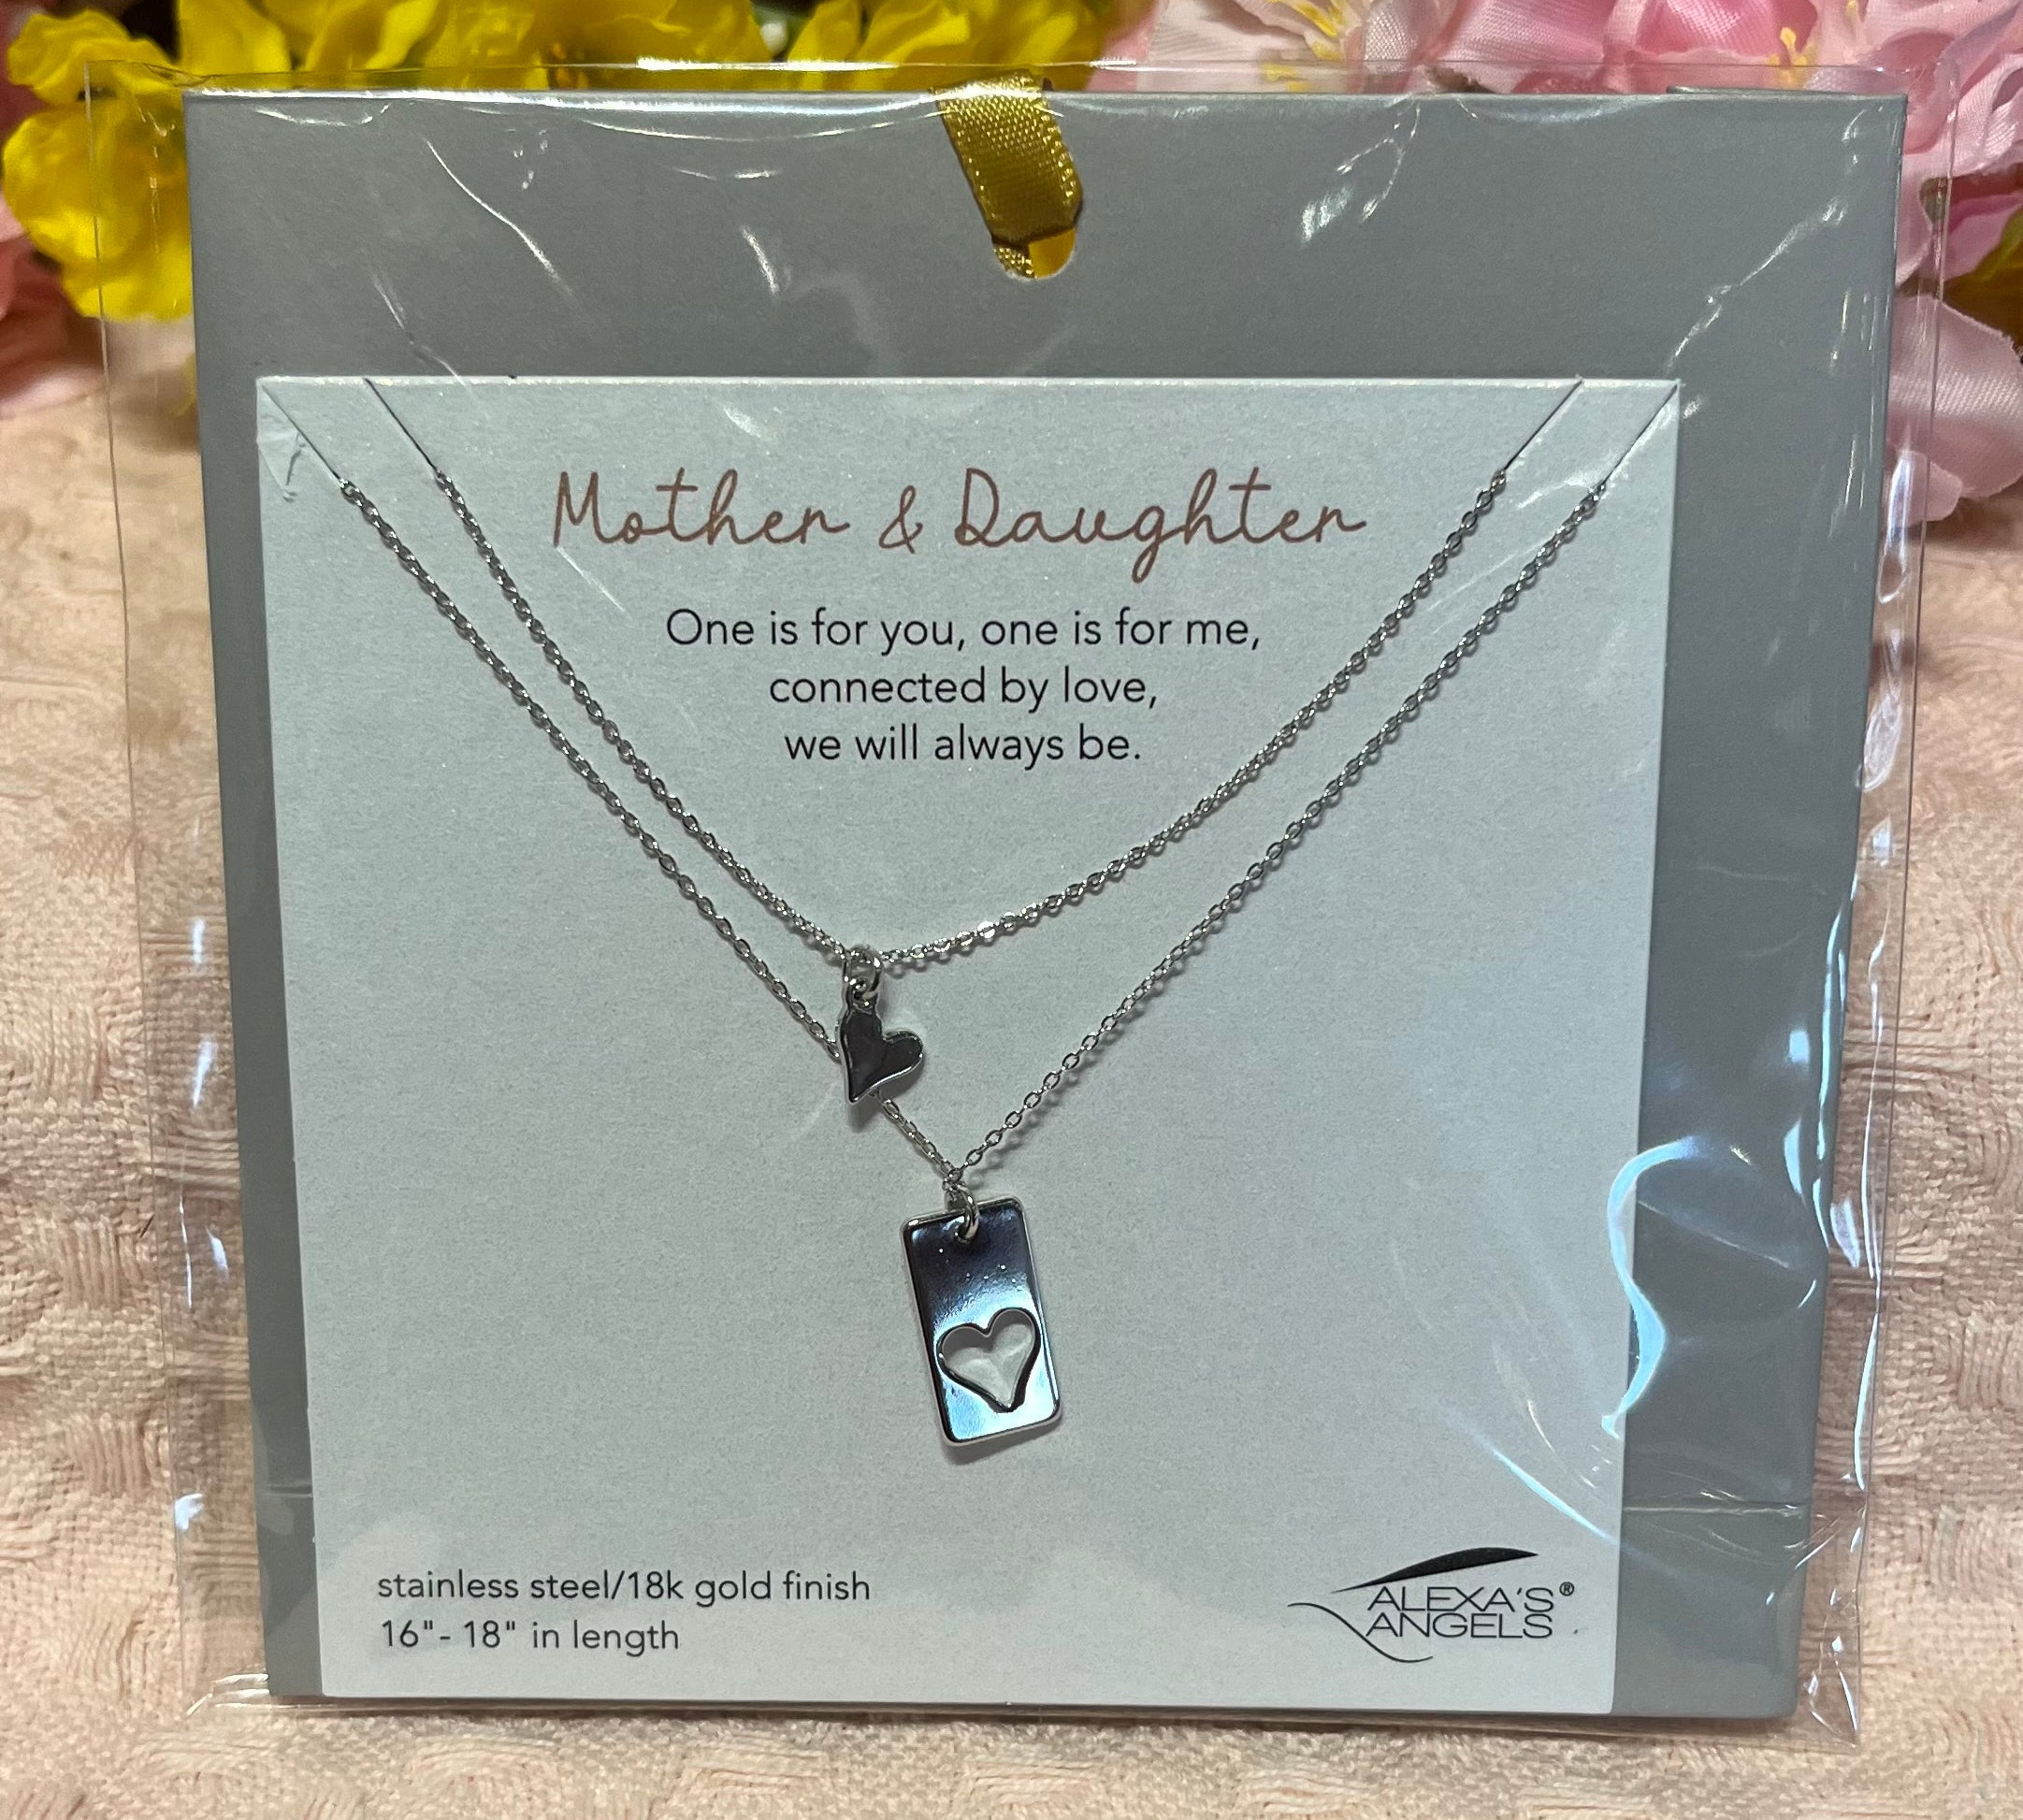 Mother & Daughter
One is for you, one is for me,
connected by love,
we will always be.
stainless steel/18k gold finish
16"- 18" in length
ALEXA'S®
ANGELS